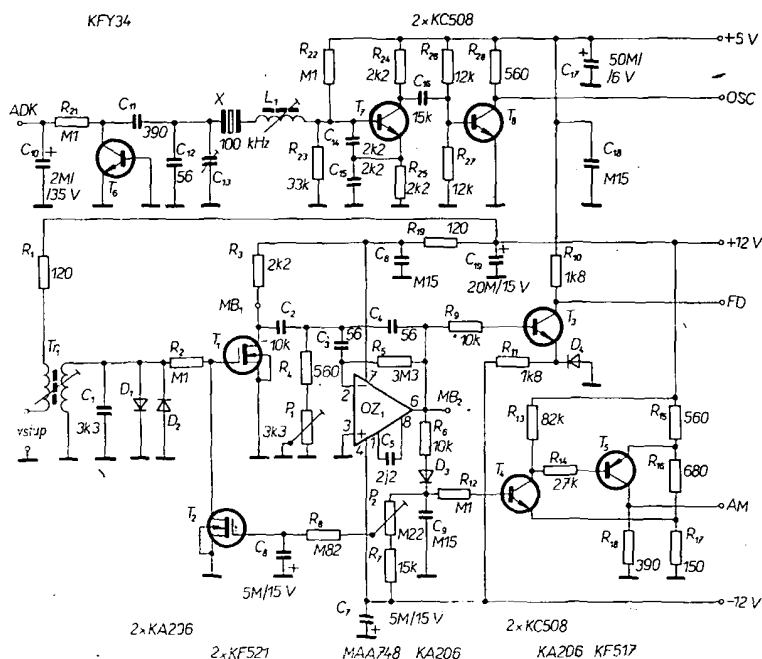 KFY34
2×KC508
+5 V
R22
M1
R24
2k2
R26
12k
R28
560
C17
+
50M/
/6 V
ADK
R21
M1
C11
390
X
100 kHz
L1
C16
15k
T7
T8
OSC
C10
+
2M/
/35 V
T6
C12
56
C13
R23
33k
C14
2k2
C15
2k2
R25
2k2
R27
12k
C18
M15
R1
120
R3
2k2
R19
120
C8
M15
C19
+
20M/15 V
+12 V
R10
1k8
MB1
FD
T1
C2
10k
C3
56
C4
56
R9
10k
T3
Tr1
R2
M1
R4
560
R5
3M3
R11
1k8
D4
C1
3k3
D1
D2
vstup
P1
3k3
2
3
−
+
7
OZ1
6
4
1
8
C5
2j2
MB2
R6
10k
D3
R13
82k
R14
27k
T5
R15
560
R16
680
T2
R12
M1
T4
AM
P2
M22
C9
M15
R8
M82
C8
+
5M/15 V
R7
15k
R18
390
R17
150
C7
+
5M/15 V
−12 V
2×KA206
2×KC508
2×KF521
MAA748
KA206
KA206
KF517